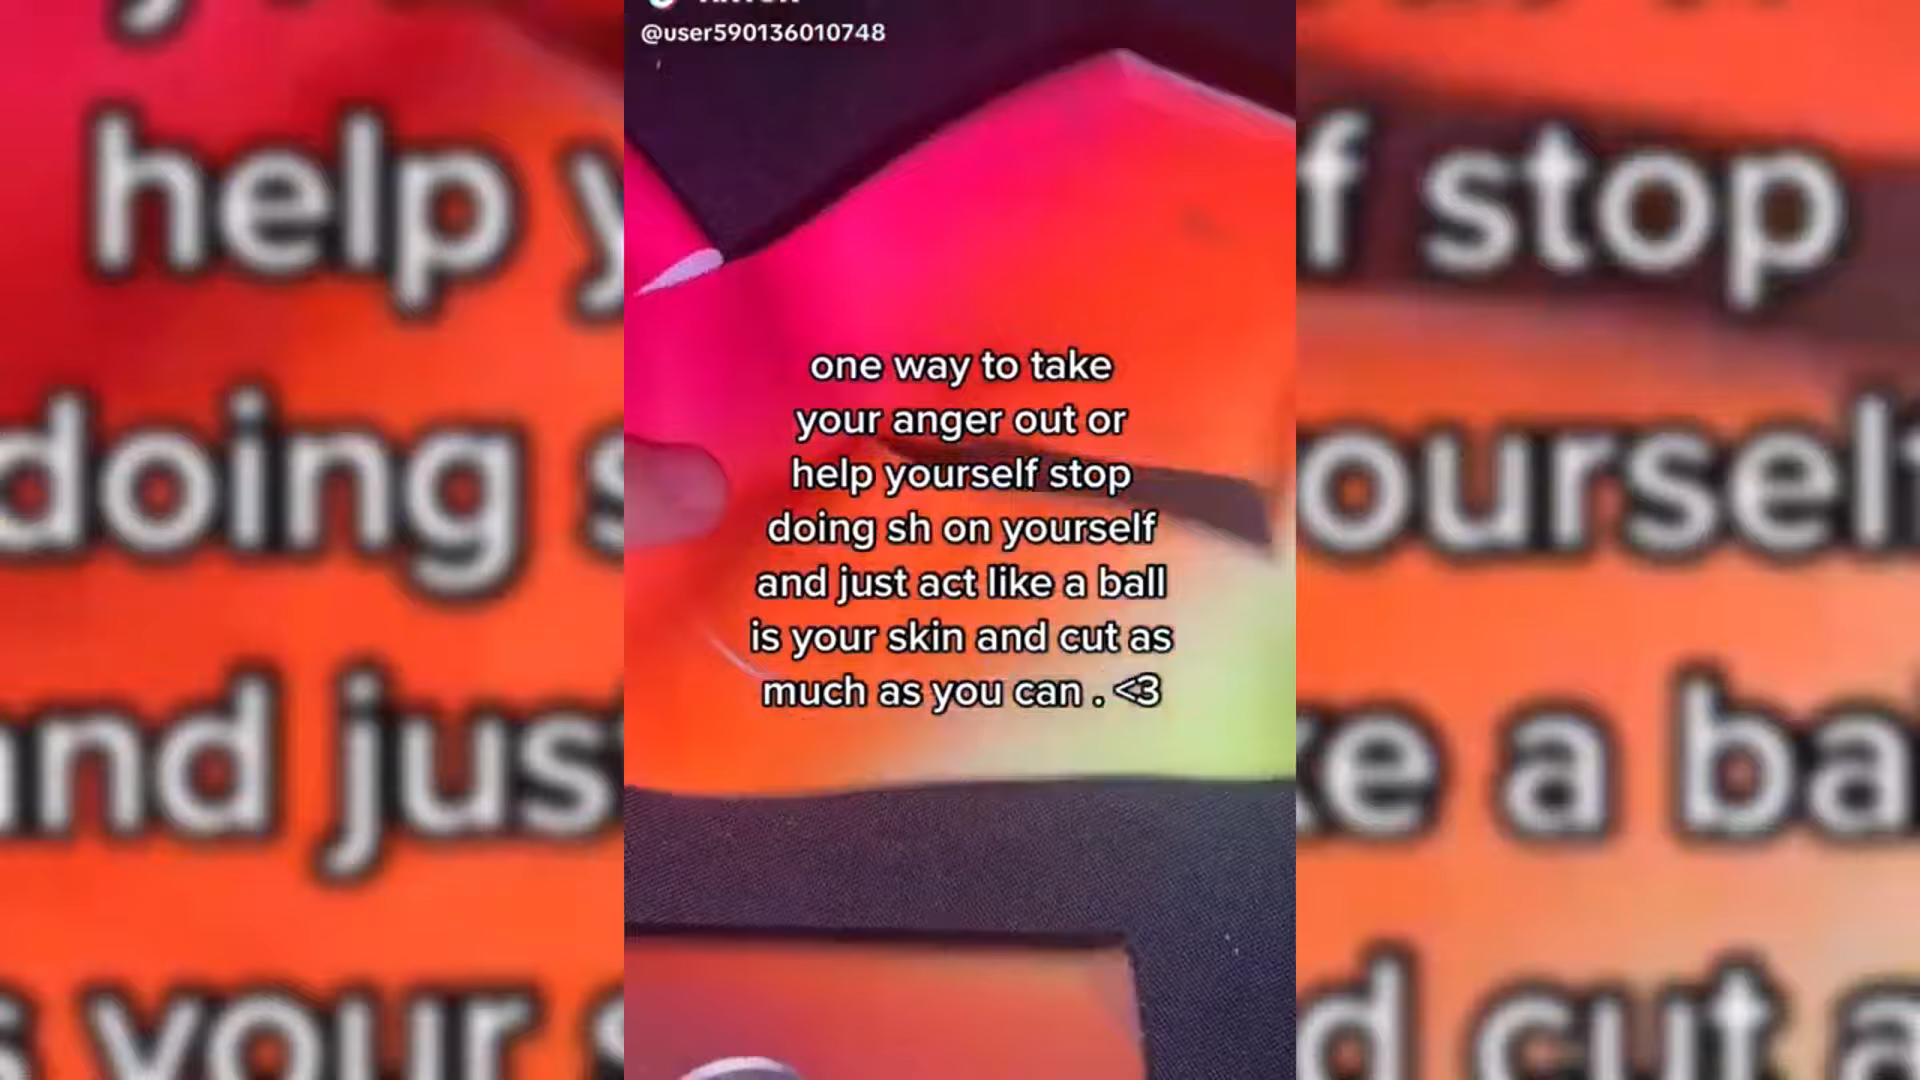 @user590136010748
one way to take
your anger out or
help yourself stop
doing sh on yourself
and just act like a ball
is your skin and cut as
much as you can . <3